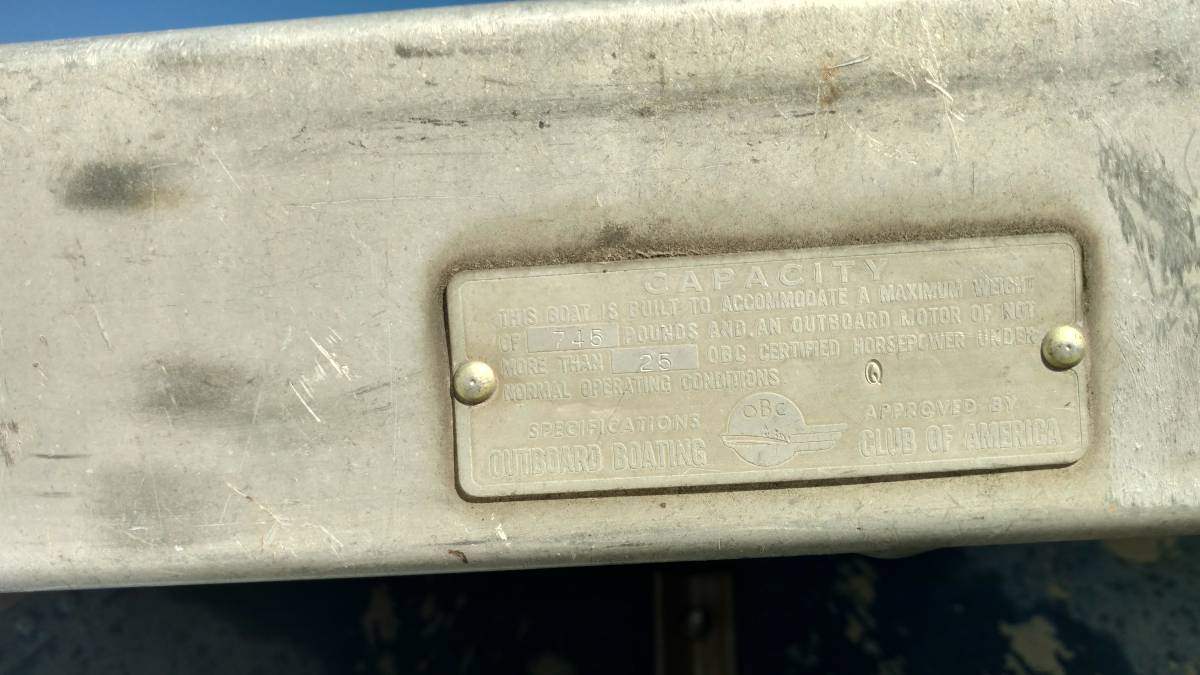 CAPACITY
THIS BOAT IS BUILT TO ACCOMMODATE A MAXIMUM WEIGHT
OF 745 POUNDS AND, AN OUTBOARD MOTOR OF NOT
MORE THAN 25 OBC CERTIFIED HORSEPOWER UNDER
NORMAL OPERATING CONDITIONS Q
SPECIFICATIONS OBC APPROVED BY
OUTBOARD BOATING CLUB OF AMERICA